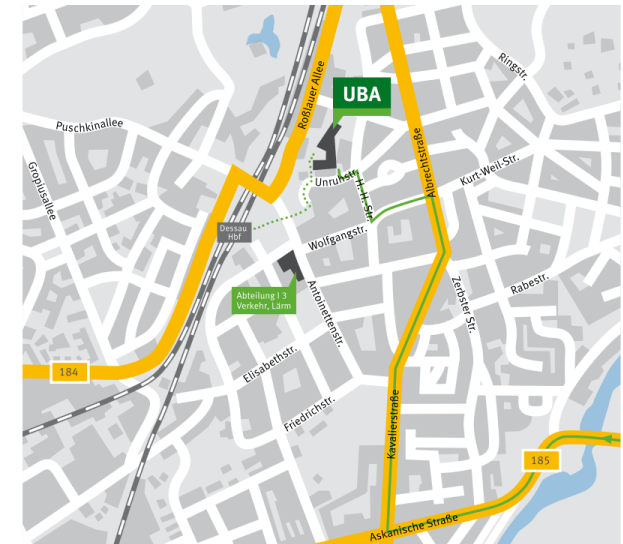 Ringstr.
Roßlauer Allee
UBA
Puschkinallee
Albrechtstraße
Gropiusallee
Unruhstr.
H.-H.-Str.
Kurt-Weil-Str.
Dessau
Hbf
Wolfgangstr.
Abteilung I 3
Verkehr, Lärm
Antoinettenstr.
Zerbster Str.
Rabestr.
Elisabethstr.
184
Friedrichstr.
Kavalierstraße
185
Askanische Straße